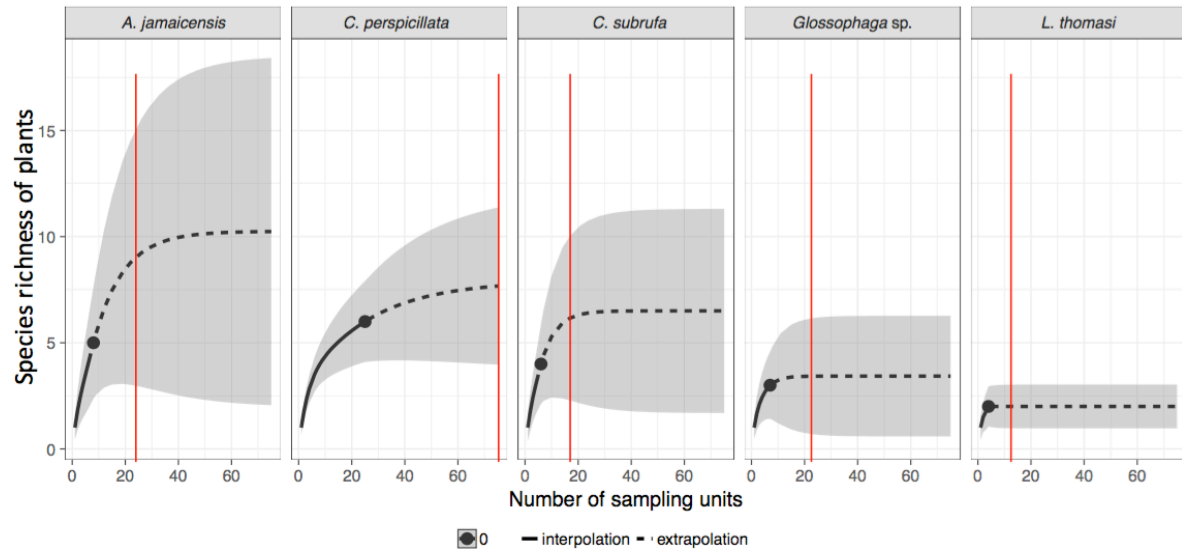 A. jamaicensis C. perspicillata C. subrufa Glossophaga sp. L. thomasi
Species richness of plants
15
10
5
0
0 20 40 60 0 20 40 60 0 20 40 60 0 20 40 60 0 20 40 60
Number of sampling units
0 interpolation extrapolation